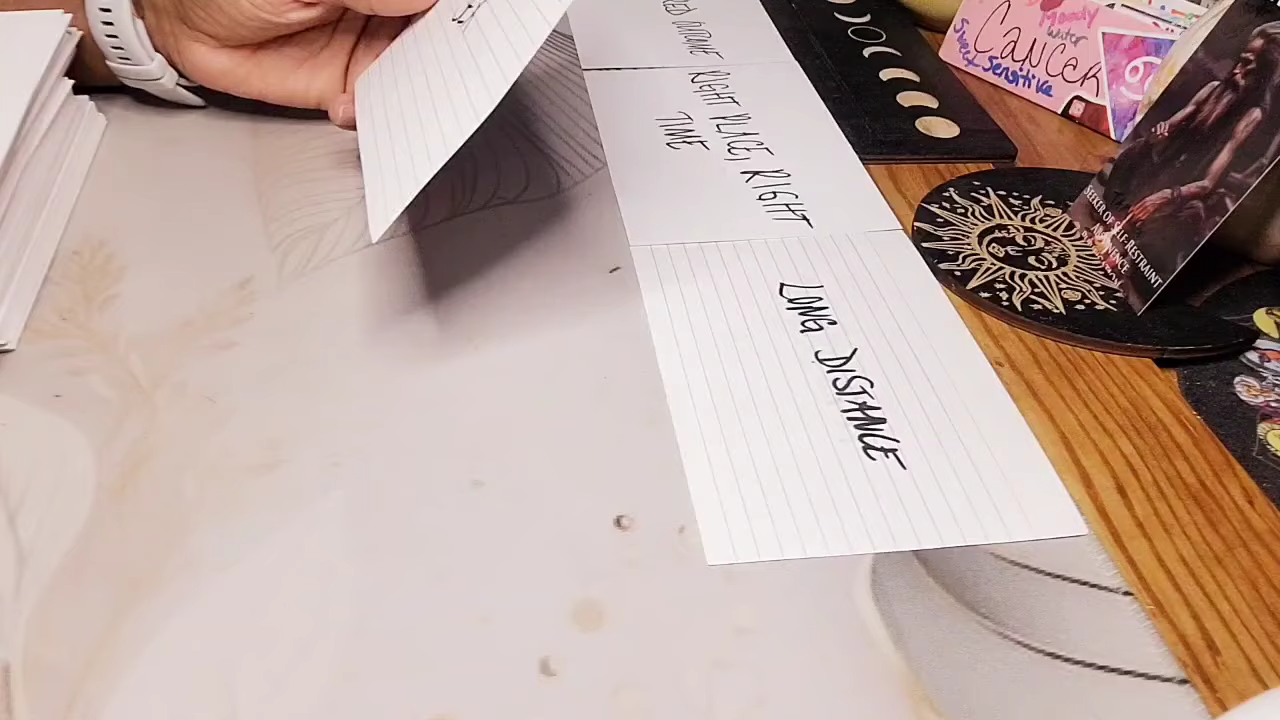 RIGHT PLACE, RIGHT
TIME
LONG DISTANCE
Moody
Cancer
water
Sweet Sensitive
SEEKER OF SELF-RESTRAINT